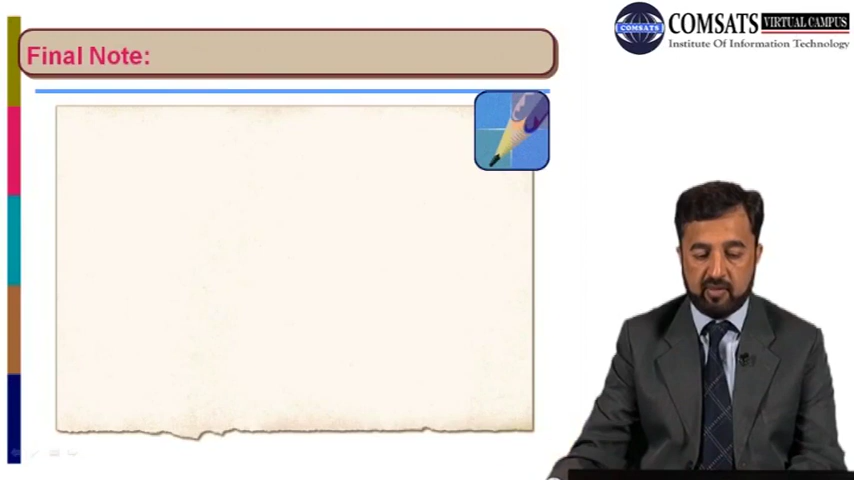 Final Note:
COMSATS VIRTUAL CAMPUS
Institute Of Information Technology
COMSATS